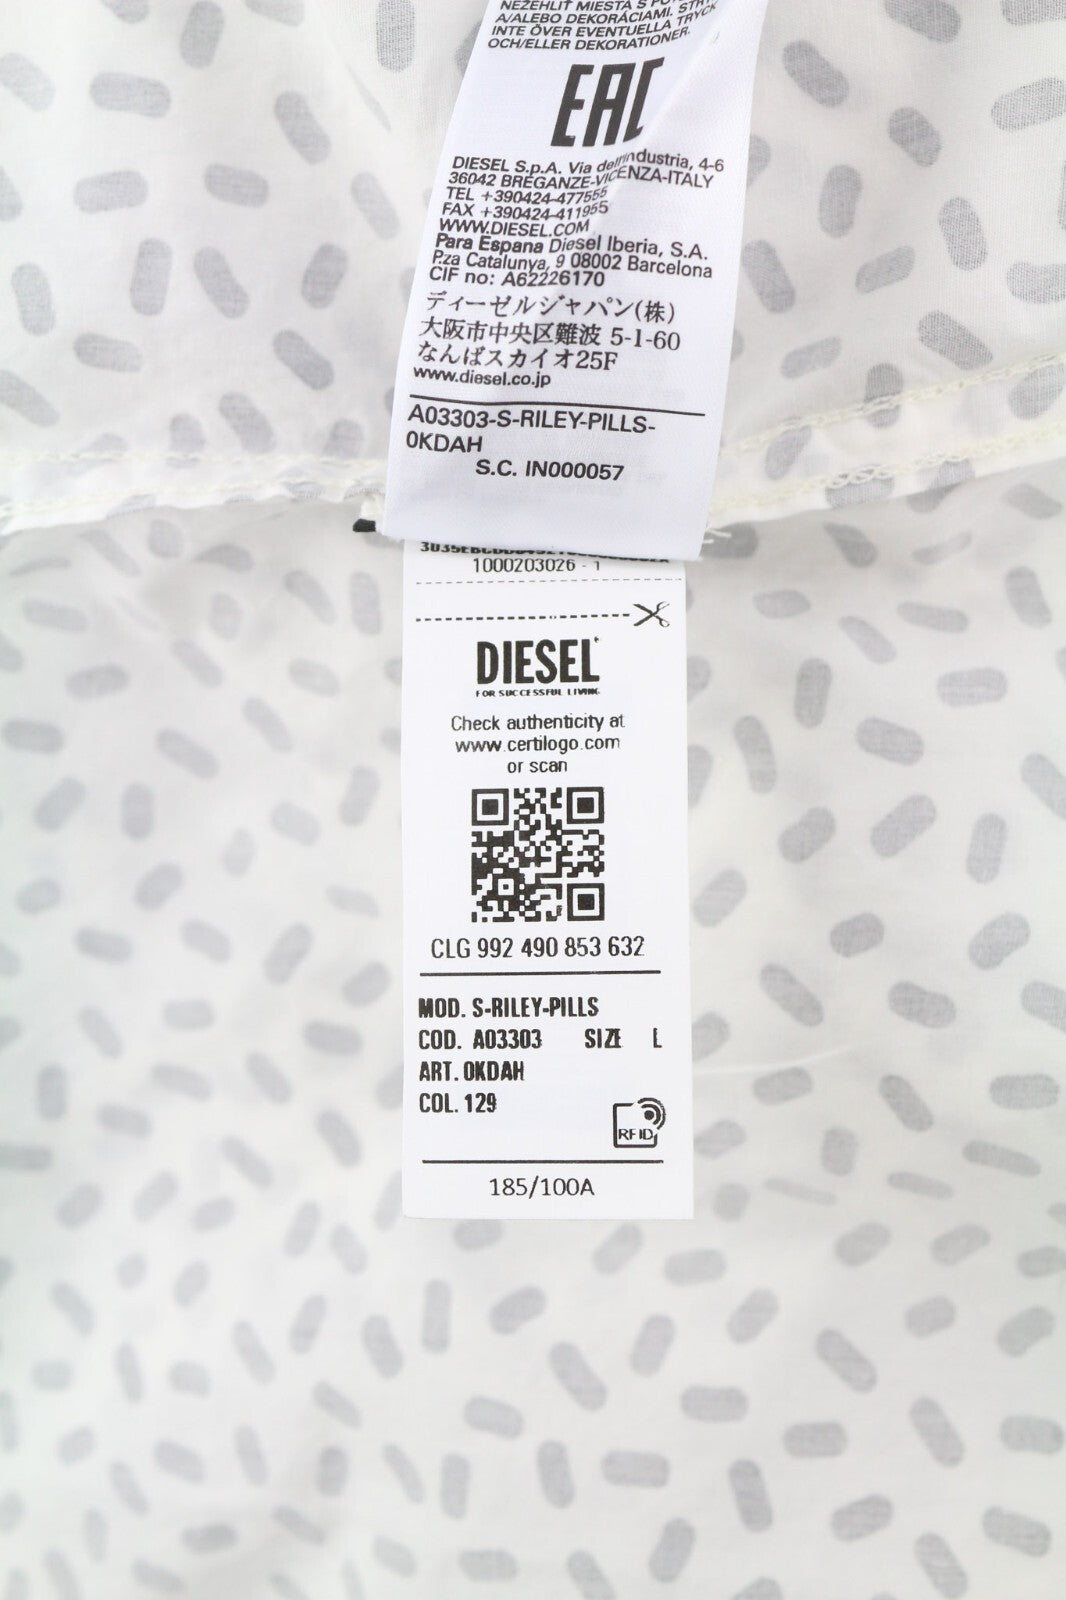 NEŽEHLIT MIESTA S
A/ALEBO DEKORÁCIAMI.
INTE ÖVER EVENTUELLA TRYCK
OCH/ELLER DEKORATIONER.
EAC
DIESEL S.p.A. Via dell'industria, 4-6
36042 BREGANZE-VICENZA-ITALY
TEL +390424-477555
FAX +390424-411955
WWW.DIESEL.COM
Para Espana Diesel Iberia, S.A.
P.za Catalunya, 9 08002 Barcelona
CIF no: A62226170
ディーゼルジャパン(株)
大阪市中央区難波 5-1-60
なんばスカイオ25F
www.diesel.co.jp
A03303-S-RILEY-PILLS-
0KDAH
S.C. IN000057
1000203026 - 1
DIESEL
FOR SUCCESSFUL LIVING
Check authenticity at
www.certilogo.com
or scan
CLG 992 490 853 632
MOD. S-RILEY-PILLS
COD. A03303 SIZE L
ART. 0KDAH
COL. 129
RFID
185/100A